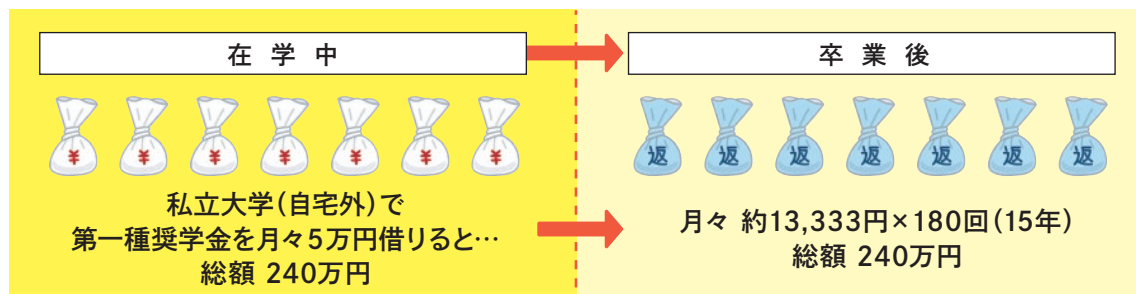 在学中
卒業後
¥ ¥ ¥ ¥ ¥ ¥ ¥
返 返 返 返 返 返 返
私立大学(自宅外)で
第一種奨学金を月々5万円借りると…
総額 240万円
月々 約13,333円×180回(15年)
総額 240万円